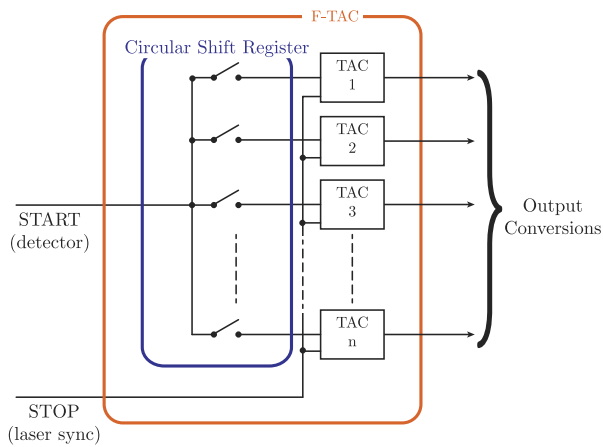 F-TAC
Circular Shift Register
TAC
1
TAC
2
TAC
3
TAC
n
START
(detector)
STOP
(laser sync)
Output
Conversions